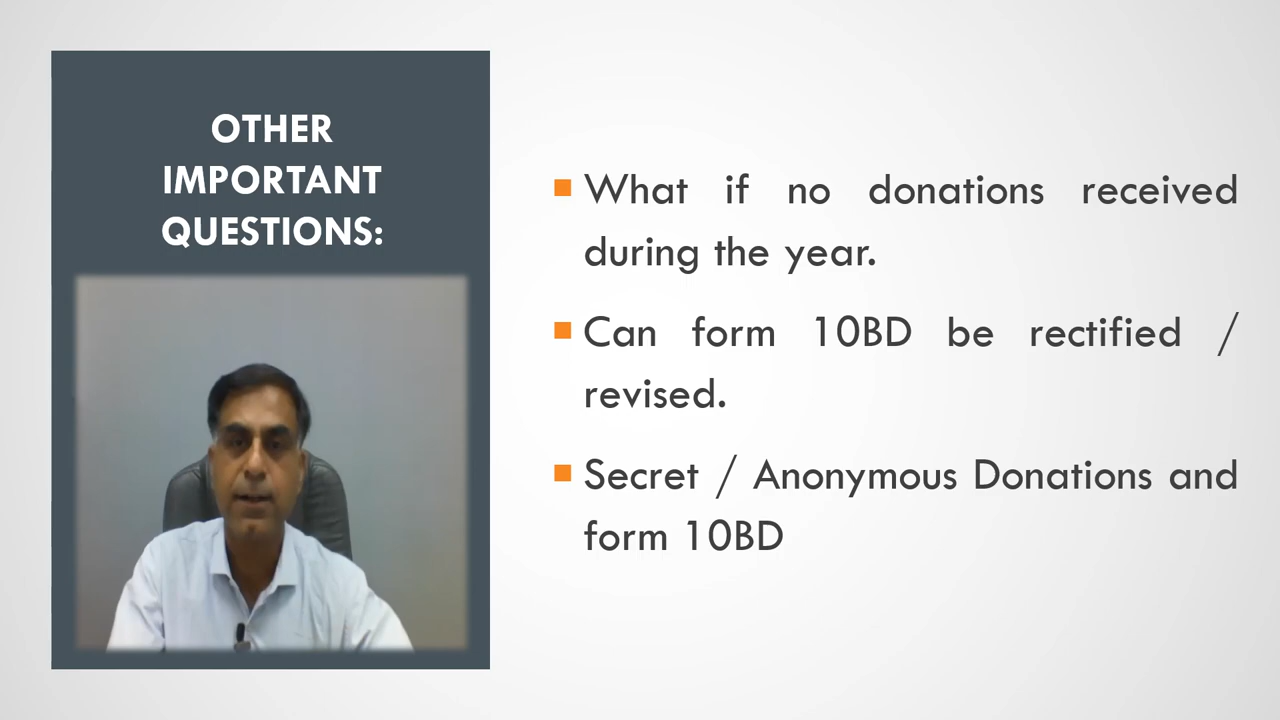 OTHER
IMPORTANT
QUESTIONS:
What if no donations received
during the year.
Can form 10BD be rectified /
revised.
Secret / Anonymous Donations and
form 10BD